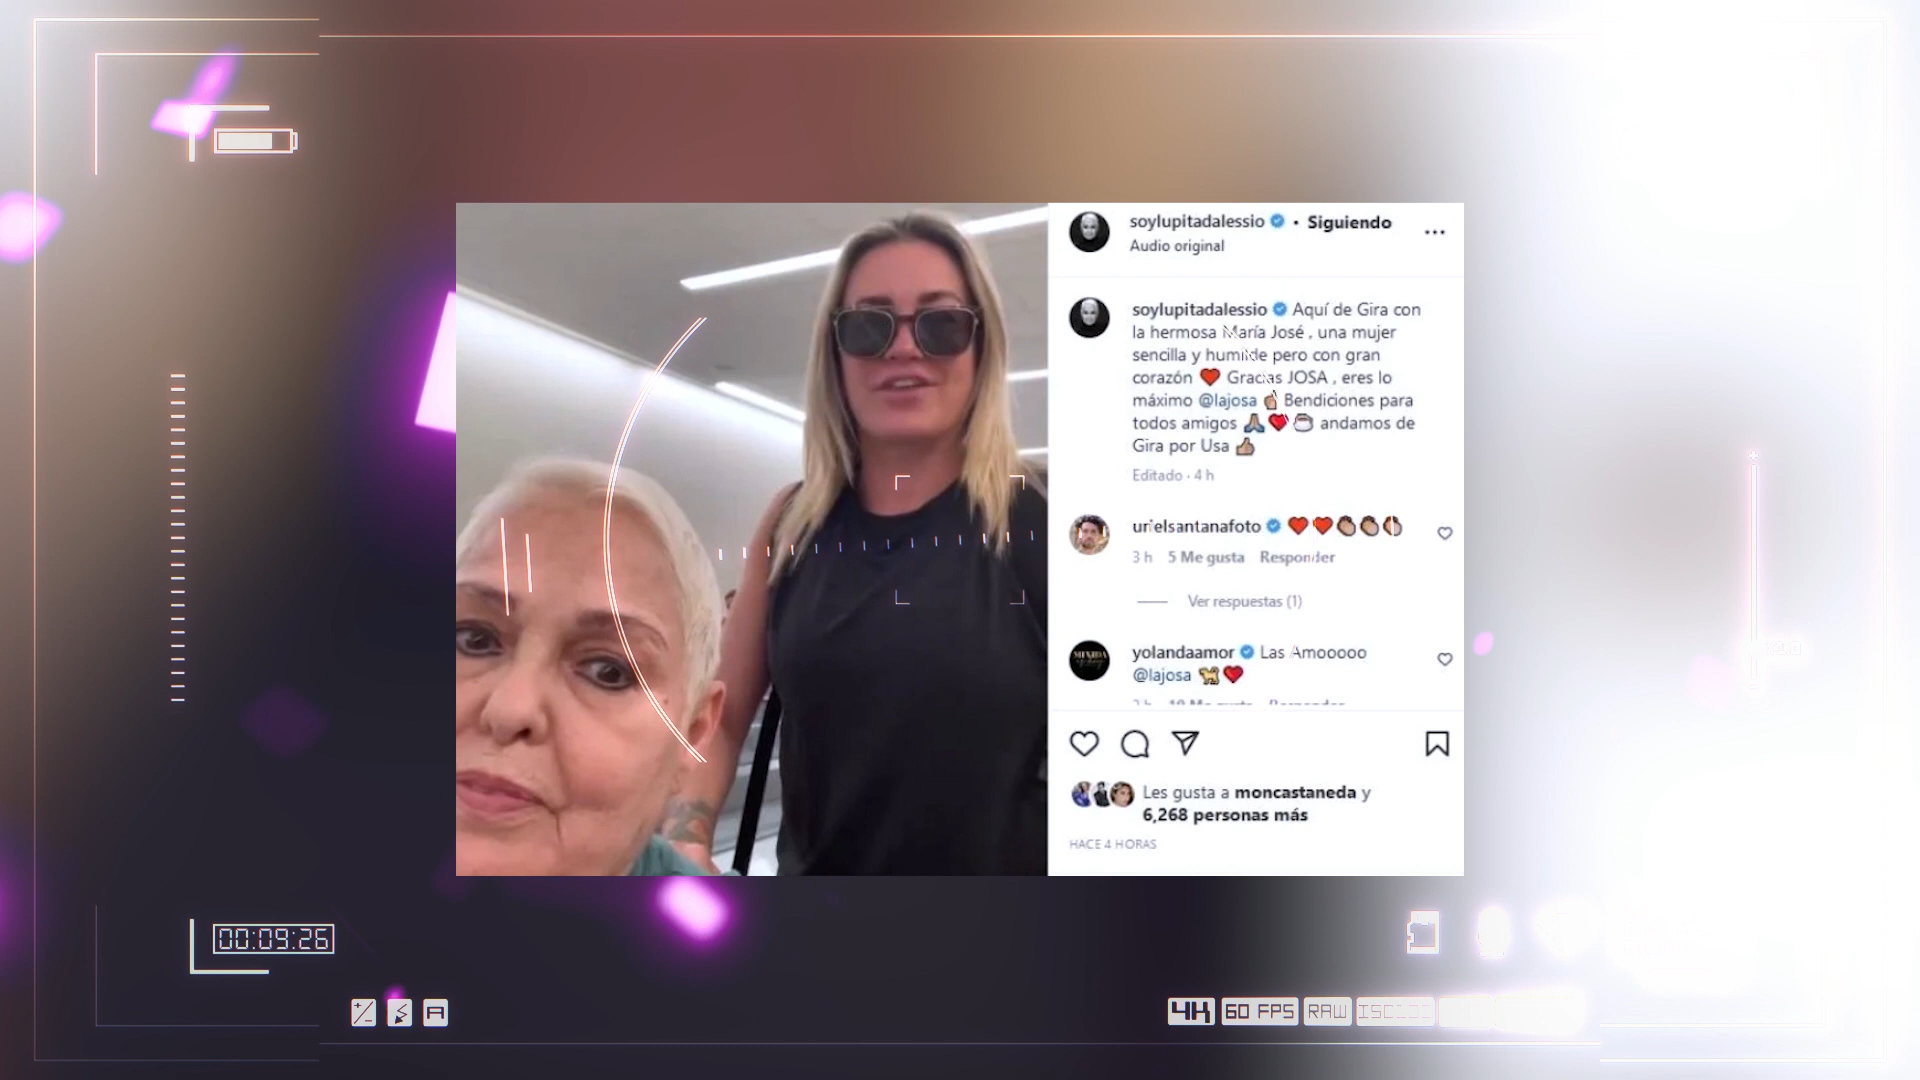 soylupitadalessio • Siguiendo
Audio original
soylupitadalessio Aquí de Gira con
la hermosa María José , una mujer
sencilla y humilde pero con gran
corazón ❤️ Gracias JOSA , eres lo
máximo @lajosa Bendiciones para
todos amigos 🙏🏽❤️ andamos de
Gira por Usa 👍🏽
Editado · 4 h
urielsantanafoto ❤️❤️👏🏽👏🏽👏🏽
3 h 5 Me gusta Responder
Ver respuestas (1)
yolandaamor Las Amooooo
@lajosa ❤️
Les gusta a moncastaneda y
6,268 personas más
HACE 4 HORAS
00:09:26
A
4K 60 FPS RAW